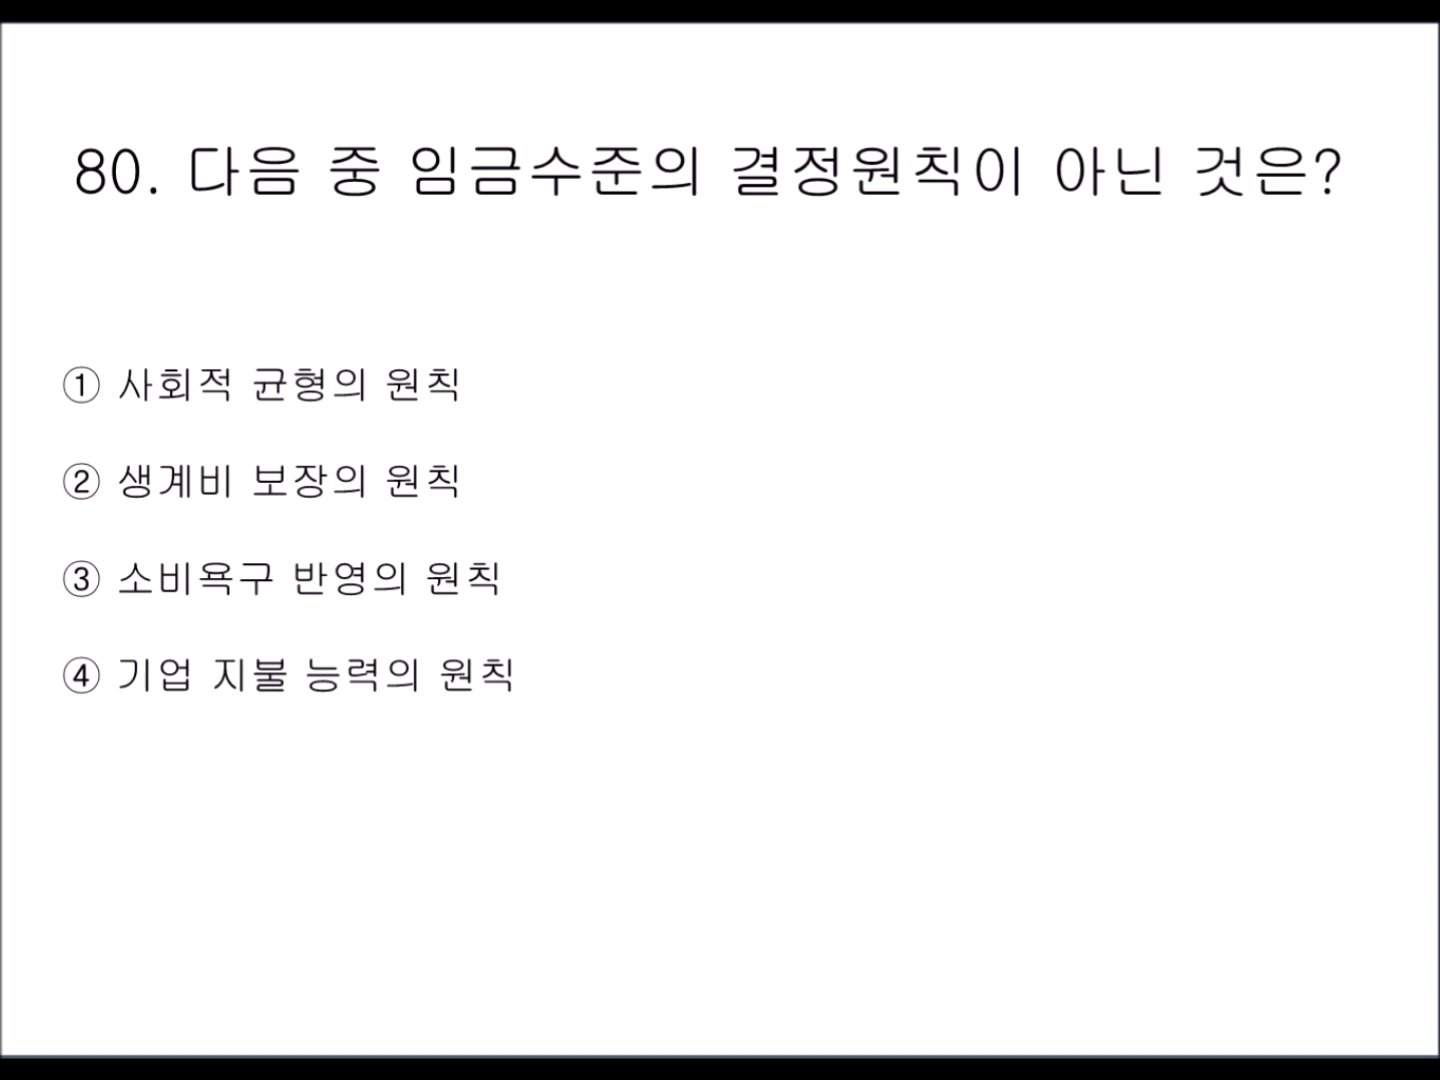 80. 다음 중 임금수준의 결정원칙이 아닌 것은?
① 사회적 균형의 원칙
② 생계비 보장의 원칙
③ 소비욕구 반영의 원칙
④ 기업 지불 능력의 원칙